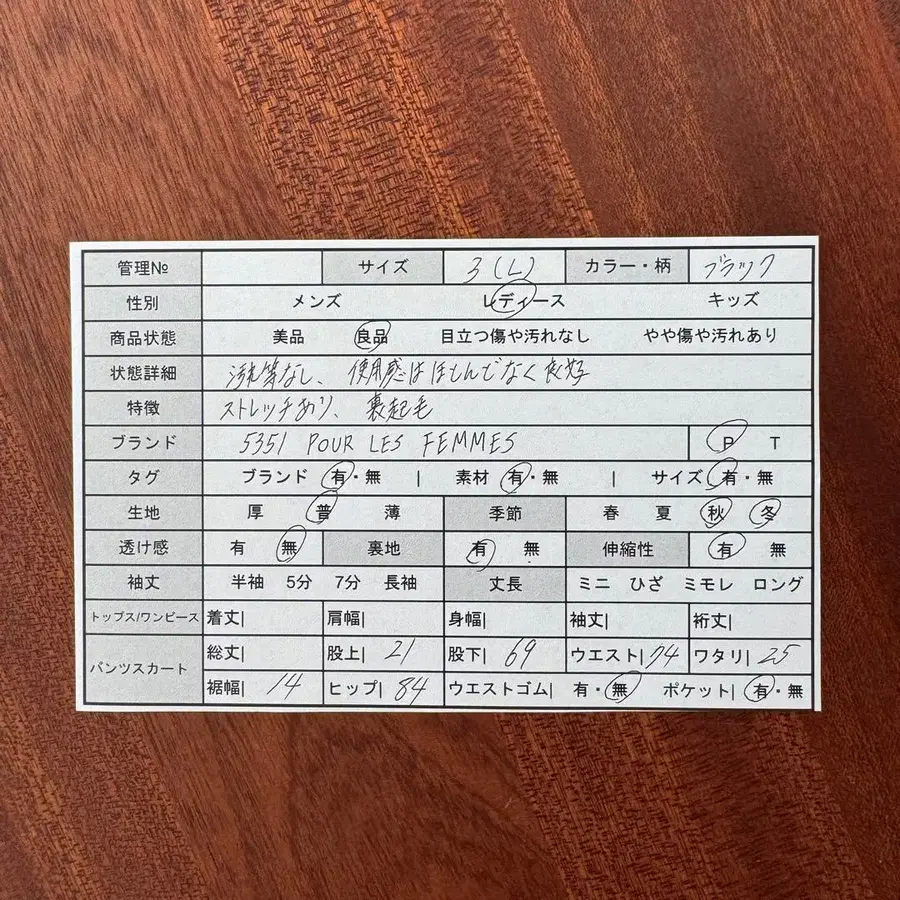 管理№ サイズ 3(L) カラー・柄 ブラック
性別 メンズ レディース キッズ
商品状態 美品 良品 目立つ傷や汚れなし やや傷や汚れあり
状態詳細 汚れ等なし、使用感はほとんどなく良好
特徴 ストレッチあり、裏起毛
ブランド 5351 POUR LES FEMMES P T
タグ ブランド 有・無 | 素材 有・無 | サイズ 有・無
生地 厚 普 薄 季節 春 夏 秋 冬
透け感 有 無 裏地 有 無 伸縮性 有 無
袖丈 半袖 5分 7分 長袖 丈長 ミニ ひざ ミモレ ロング
トップス/ワンピース 着丈| 肩幅| 身幅| 袖丈| 裄丈|
パンツスカート 総丈| 股上| 21 股下| 69 ウエスト| 74 ワタリ| 25
裾幅| 14 ヒップ| 84 ウエストゴム| 有・無 ポケット| 有・無